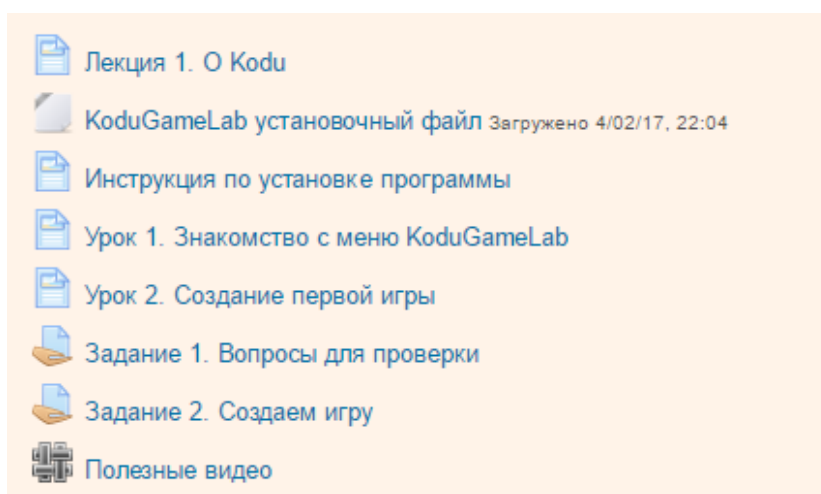 Лекция 1. О Kodu
KoduGameLab установочный файл Загружено 4/02/17, 22:04
Инструкция по установке программы
Урок 1. Знакомство с меню KoduGameLab
Урок 2. Создание первой игры
Задание 1. Вопросы для проверки
Задание 2. Создаем игру
Полезные видео